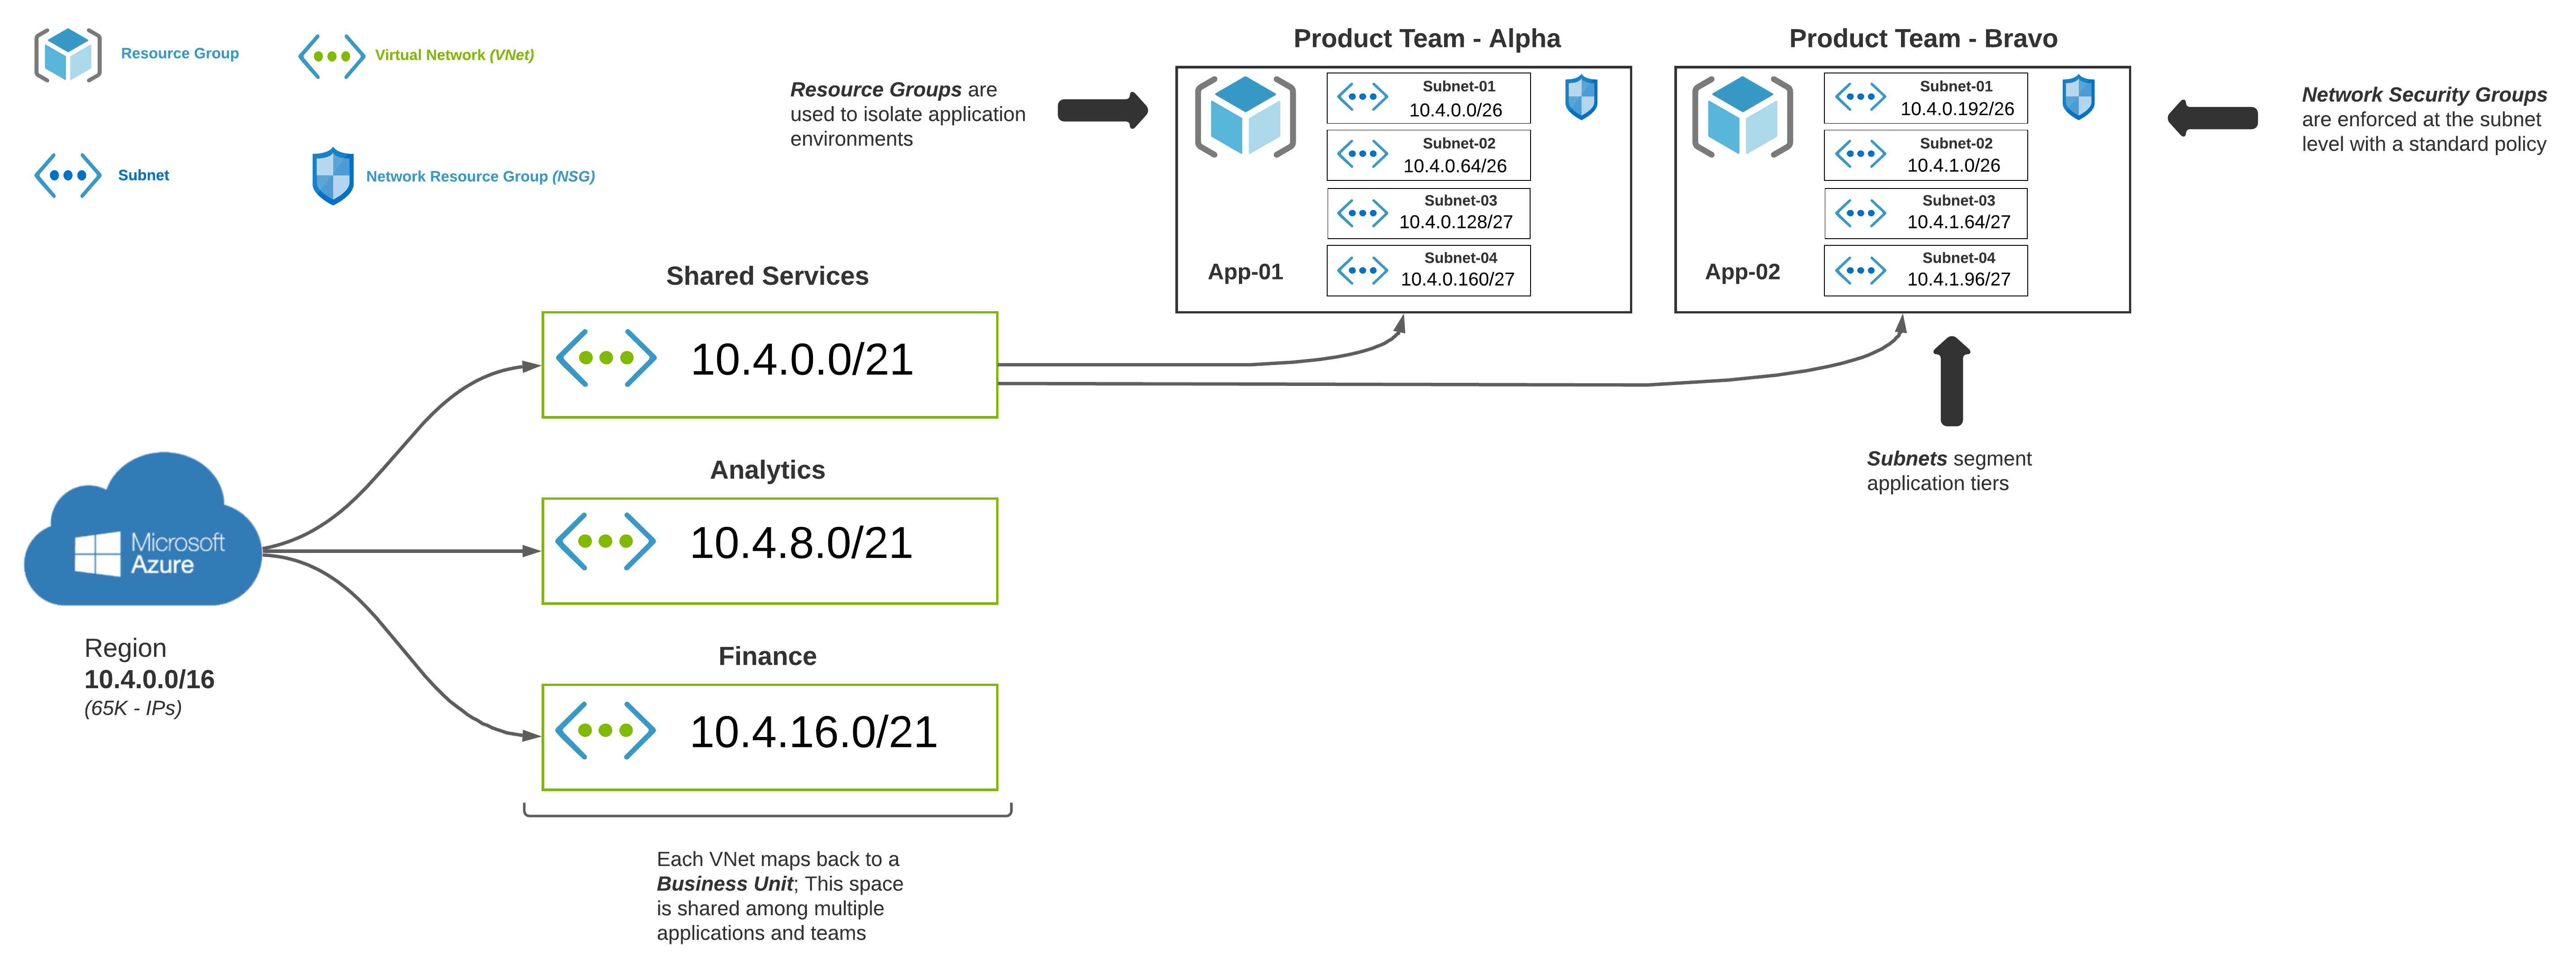 Resource Group
Virtual Network (VNet)
Subnet
Network Resource Group (NSG)
Resource Groups are
used to isolate application
environments
Product Team - Alpha
Subnet-01
10.4.0.0/26
Subnet-02
10.4.0.64/26
Subnet-03
10.4.0.128/27
Subnet-04
10.4.0.160/27
App-01
Product Team - Bravo
Subnet-01
10.4.0.192/26
Subnet-02
10.4.1.0/26
Subnet-03
10.4.1.64/27
Subnet-04
10.4.1.96/27
App-02
Network Security Groups
are enforced at the subnet
level with a standard policy
Subnets segment
application tiers
Shared Services
10.4.0.0/21
Analytics
10.4.8.0/21
Finance
10.4.16.0/21
Microsoft
Azure
Region
10.4.0.0/16
(65K - IPs)
Each VNet maps back to a
Business Unit; This space
is shared among multiple
applications and teams